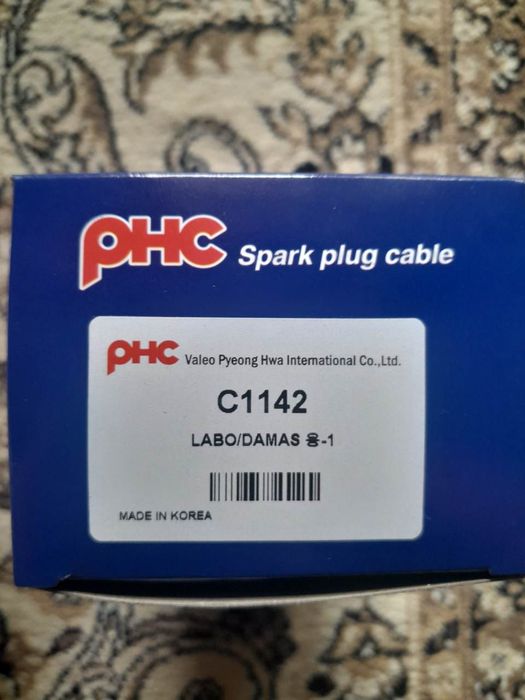 PHC Spark plug cable
PHC Valeo Pyeong Hwa International Co.,Ltd.
C1142
LABO/DAMAS 용-1
MADE IN KOREA